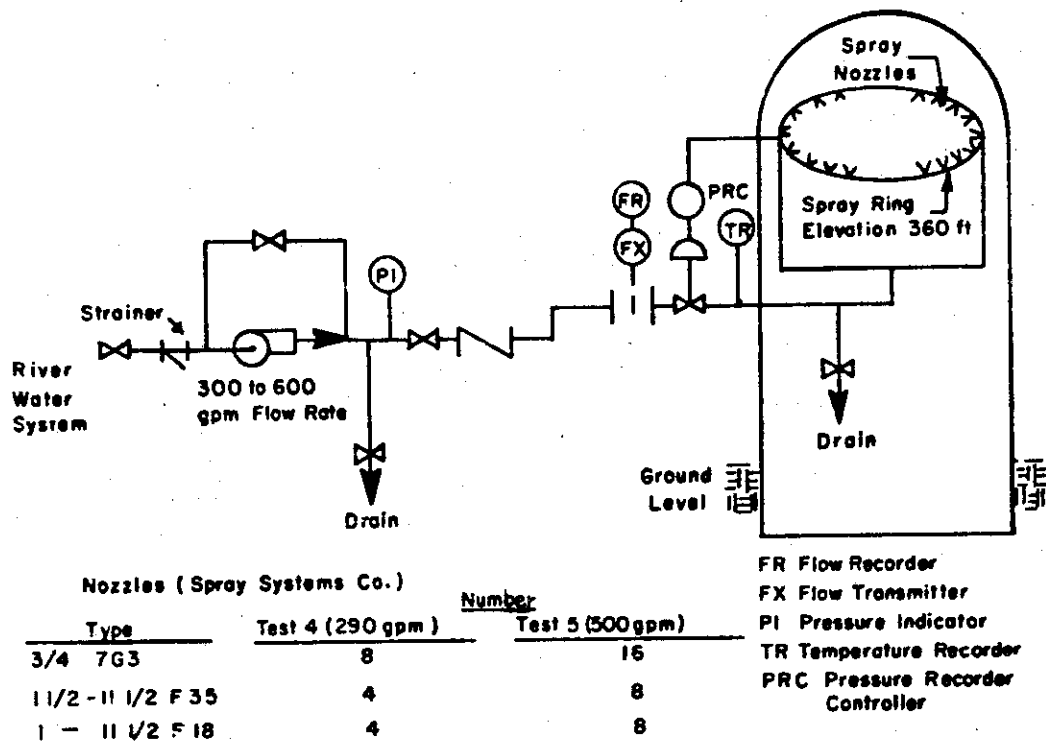 Spray
Nozzles
Spray Ring
Elevation 360 ft
FR
FX
PRC
TR
PI
Strainer
River
Water
System
300 to 600
gpm Flow Rate
Drain
Drain
Ground
Level
Nozzles (Spray Systems Co.)
Number
Type Test 4 (290 gpm) Test 5 (500 gpm)
3/4 7G3 8 16
1 1/2 - 11 1/2 F 35 4 8
1 - 11 1/2 F 18 4 8
FR Flow Recorder
FX Flow Transmitter
PI Pressure Indicator
TR Temperature Recorder
PRC Pressure Recorder
Controller